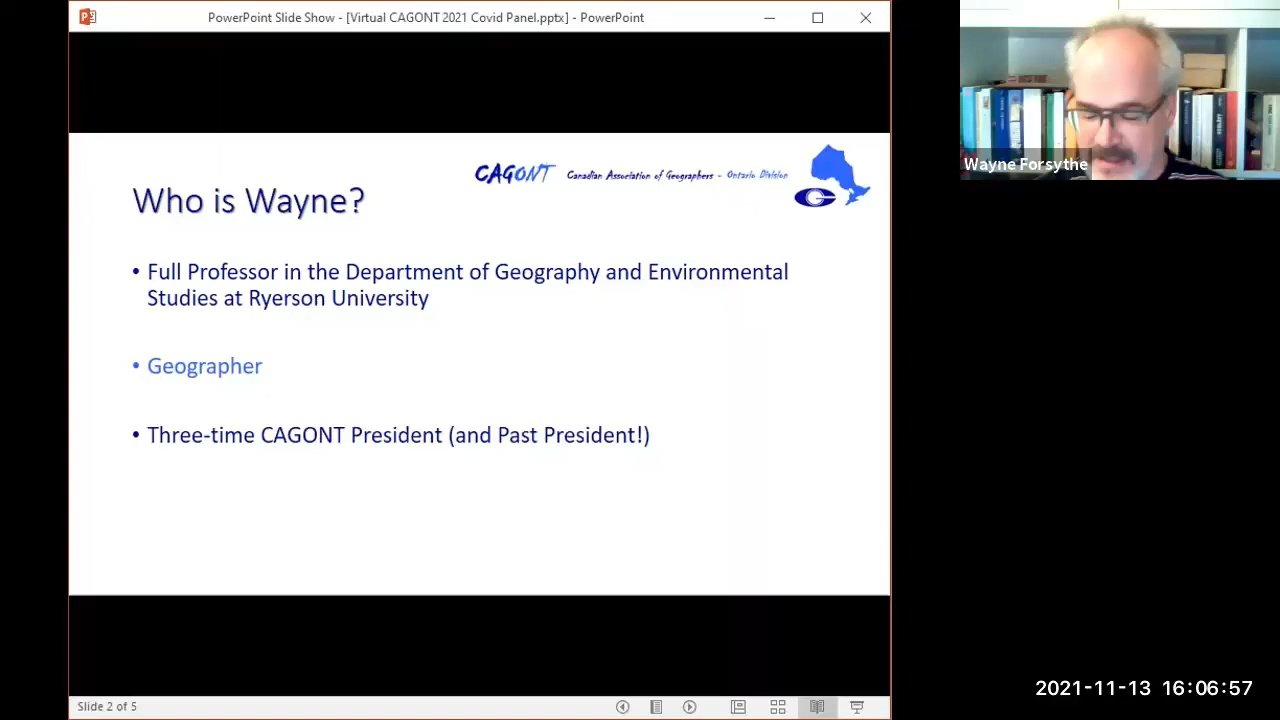 PowerPoint Slide Show - [Virtual CAGONT 2021 Covid Panel.pptx] - PowerPoint
Wayne Forsythe
CAGONT Canadian Association of Geographers - Ontario Division
Who is Wayne?
• Full Professor in the Department of Geography and Environmental
Studies at Ryerson University
• Geographer
• Three-time CAGONT President (and Past President!)
2021-11-13 16:06:57
Slide 2 of 5